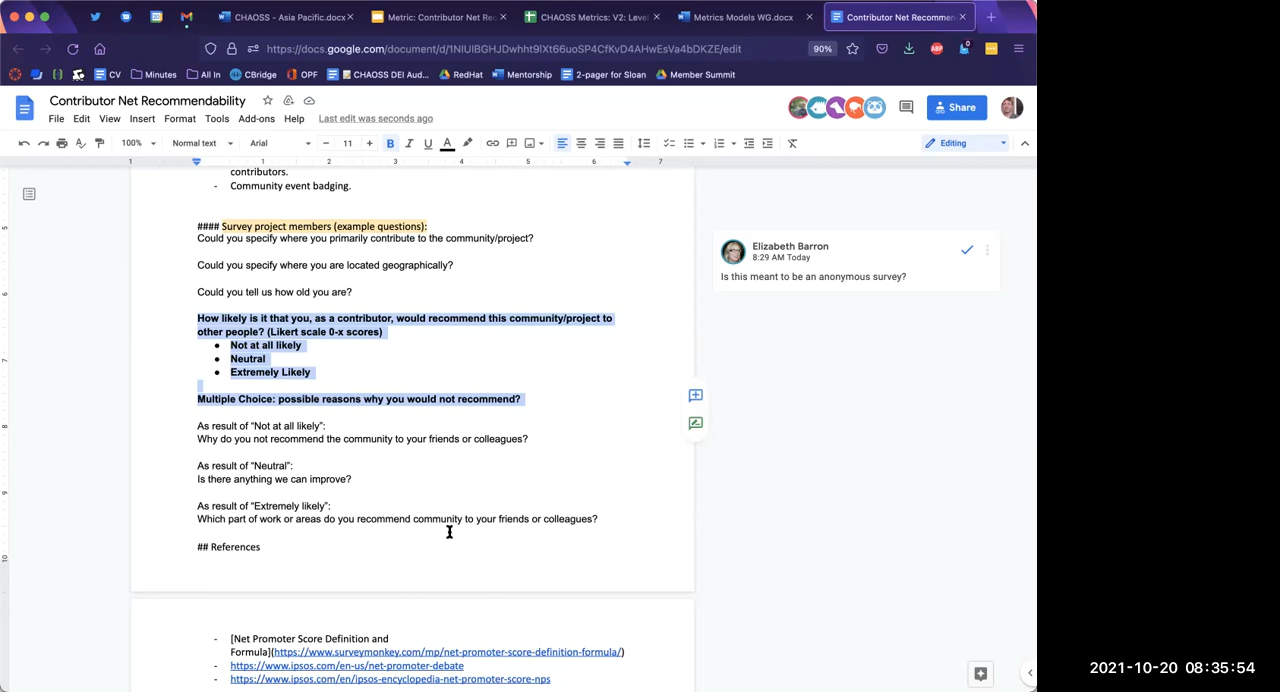 CHAOSS - Asia Pacific.docx
Metric: Contributor Net Rec
CHAOSS Metrics: V2: Level
Metrics Models WG.docx
Contributor Net Recommen
https://docs.google.com/document/d/1NlUlBGHJDwhht9lXt66uoSP4CfKvD4AHwEsVa4bDKZE/edit
90%
CV
Minutes
All In
CBridge
OPF
CHAOSS DEI Aud...
RedHat
Mentorship
2-pager for Sloan
Member Summit
Contributor Net Recommendability
File Edit View Insert Format Tools Add-ons Help Last edit was seconds ago
Share
100% Normal text Arial 11 B I U A Editing
1 1 2 3 4 5 6 7
contributors.
- Community event badging.
#### Survey project members (example questions):
Could you specify where you primarily contribute to the community/project?
Could you specify where you are located geographically?
Could you tell us how old you are?
How likely is it that you, as a contributor, would recommend this community/project to
other people? (Likert scale 0-x scores)
● Not at all likely
● Neutral
● Extremely Likely
Multiple Choice: possible reasons why you would not recommend?
As result of “Not at all likely”:
Why do you not recommend the community to your friends or colleagues?
As result of “Neutral”:
Is there anything we can improve?
As result of “Extremely likely”:
Which part of work or areas do you recommend community to your friends or colleagues?
## References
- [Net Promoter Score Definition and
Formula](https://www.surveymonkey.com/mp/net-promoter-score-definition-formula/)
- https://www.ipsos.com/en-us/net-promoter-debate
- https://www.ipsos.com/en/ipsos-encyclopedia-net-promoter-score-nps
Elizabeth Barron
8:29 AM Today
Is this meant to be an anonymous survey?
2021-10-20 08:35:54